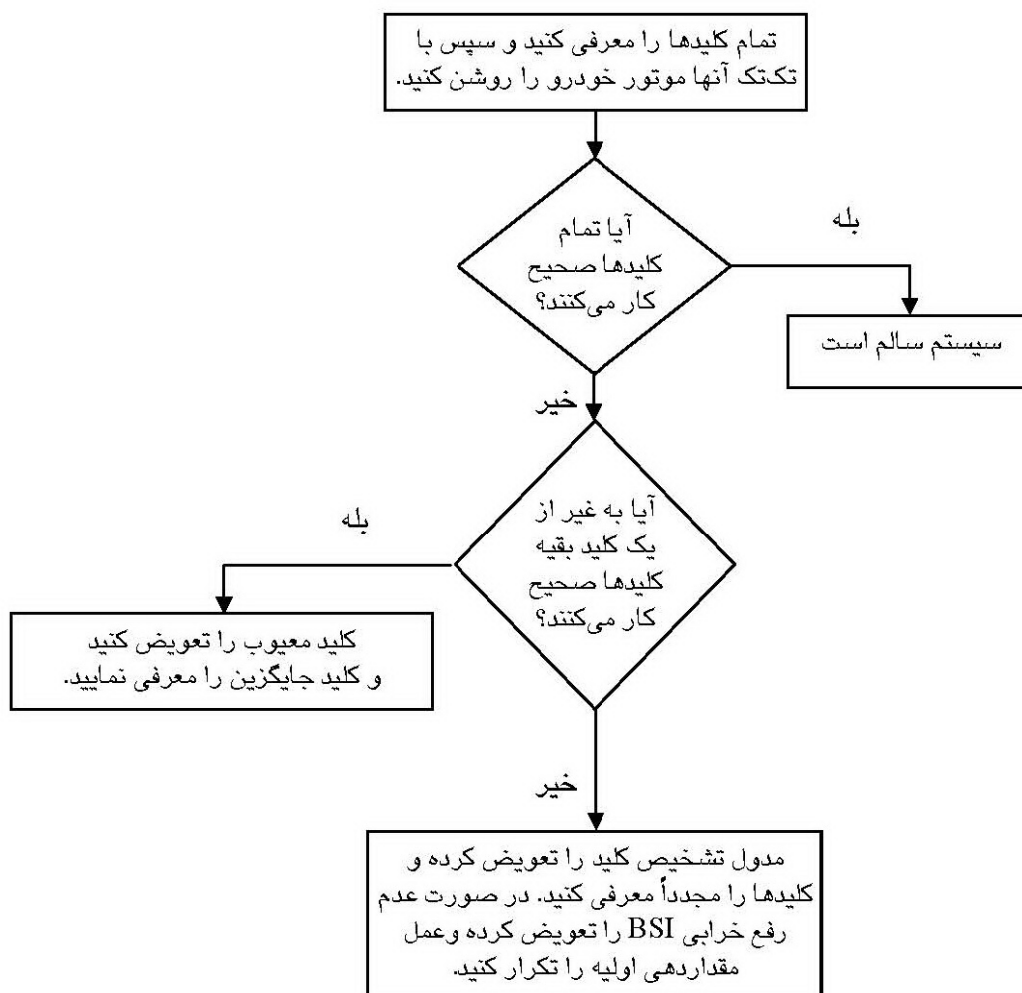 تمام کلیدها را معرفی کنید و سپس با
تک‌تک آنها موتور خودرو را روشن کنید.
آیا تمام
کلیدها صحیح
کار می‌کنند؟
بله
سیستم سالم است
خیر
آیا به غیر از
یک کلید بقیه
کلیدها صحیح
کار می‌کنند؟
بله
کلید معیوب را تعویض کنید
و کلید جایگزین را معرفی نمایید.
خیر
مدول تشخیص کلید را تعویض کرده و
کلیدها را مجدداً معرفی کنید. در صورت عدم
رفع خرابی BSI را تعویض کرده وعمل
مقداردهی اولیه را تکرار کنید.